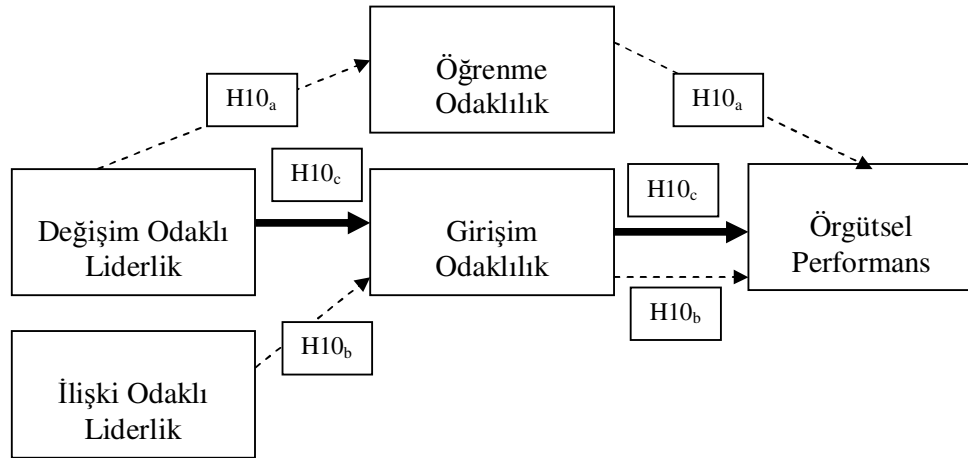 Öğrenme
Odaklılık
H10a
H10a
H10c
H10c
Değişim Odaklı
Liderlik
Girişim
Odaklılık
Örgütsel
Performans
H10b
H10b
İlişki Odaklı
Liderlik